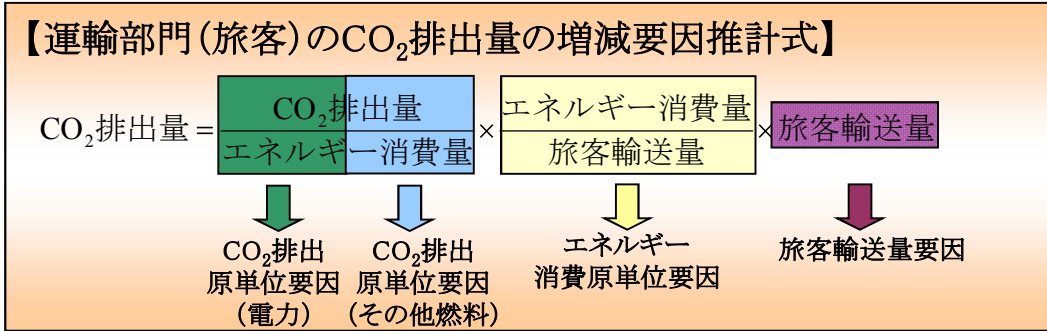 【運輸部門(旅客)のCO₂排出量の増減要因推計式】
CO₂排出量=CO₂排出量/エネルギー消費量×エネルギー消費量/旅客輸送量×旅客輸送量
CO₂排出
原単位要因
(電力)
CO₂排出
原単位要因
(その他燃料)
エネルギー
消費原単位要因
旅客輸送量要因